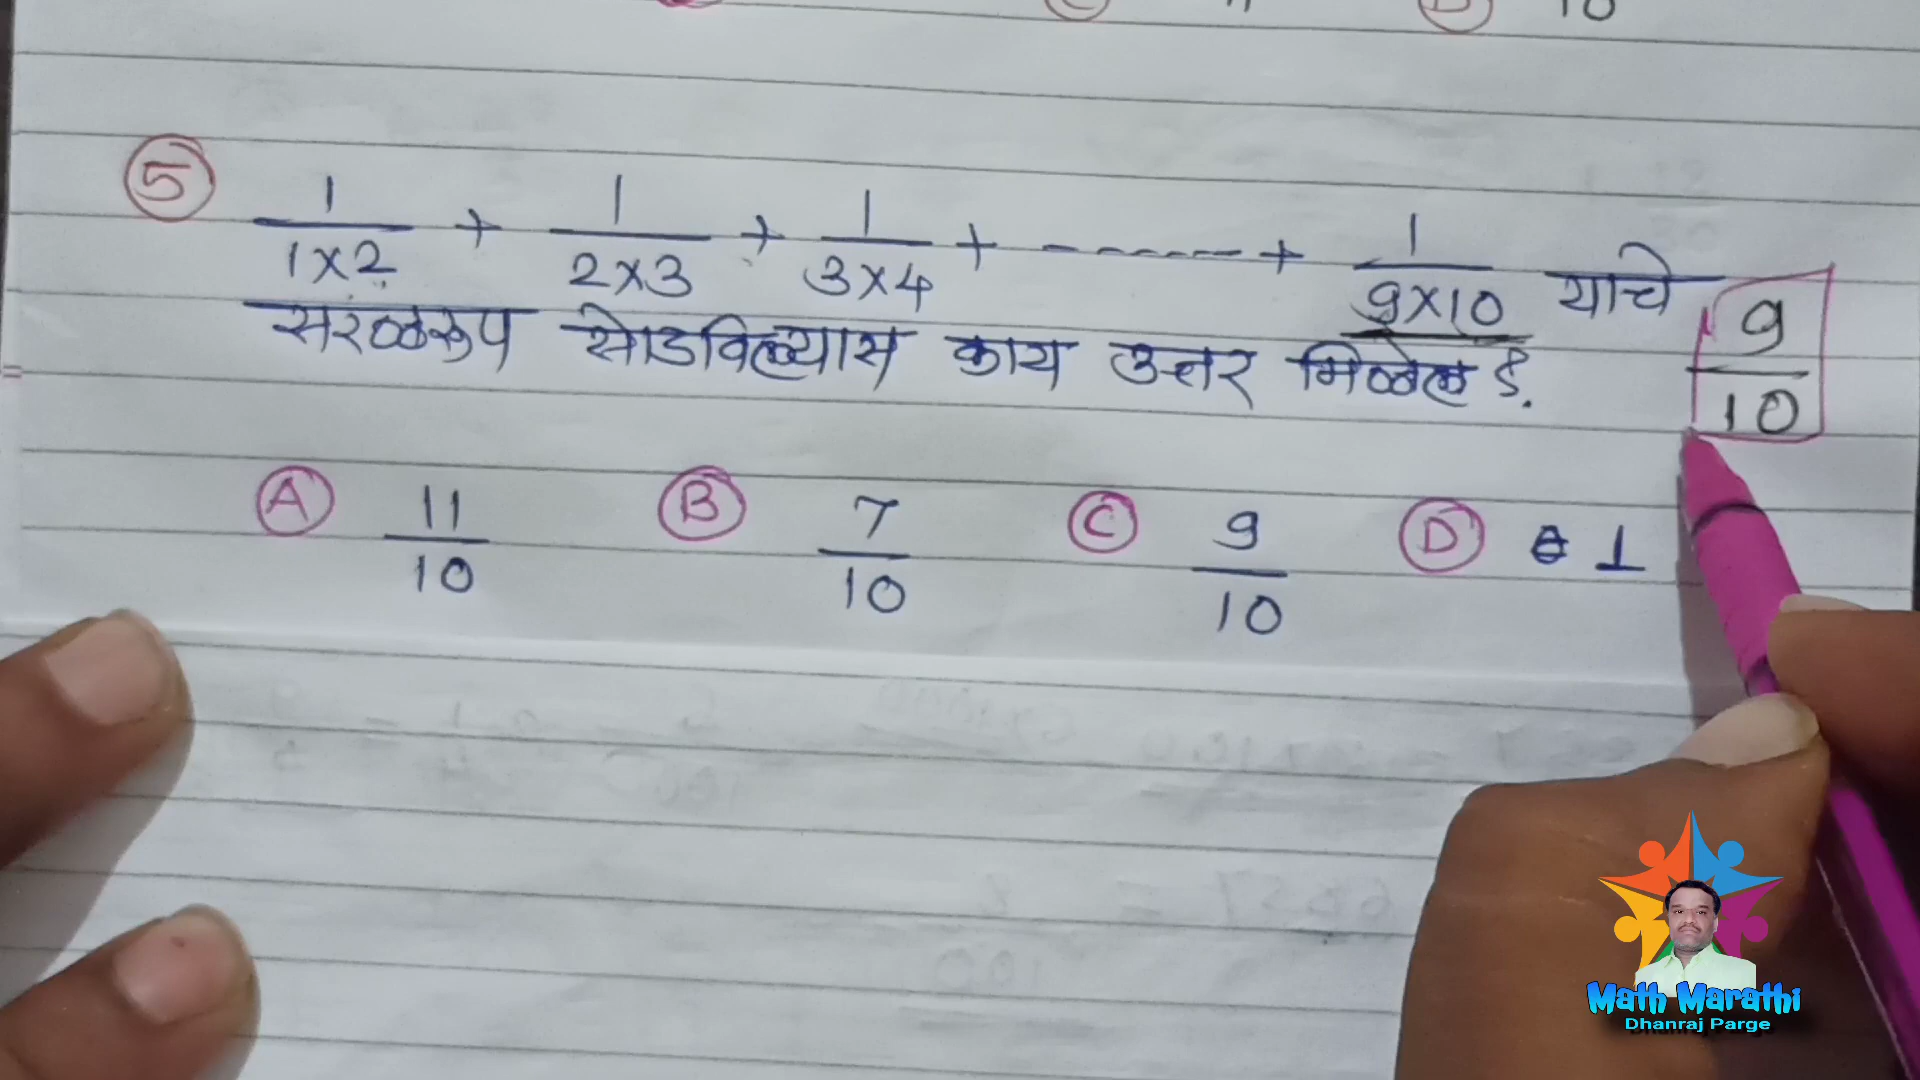 10
5 1/1×2 + 1/2×3 + 1/3×4 + ------- + 1/9×10 याचे
सरळरूप सोडविल्यास काय उत्तर मिळेल ?.
9/10
A 11/10 B 7/10 C 9/10 D 1
Math Marathi
Dhanraj Parge